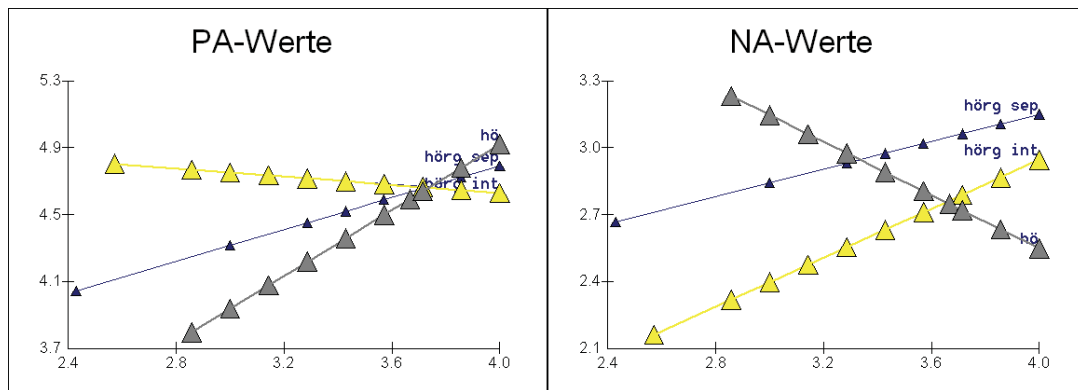 PA-Werte
5.3
4.9
4.5
4.1
3.7
2.4 2.8 3.2 3.6 4.0
hö
hörg sep
hörg int
NA-Werte
3.3
3.0
2.7
2.4
2.1
2.4 2.8 3.2 3.6 4.0
hörg sep
hörg int
hö